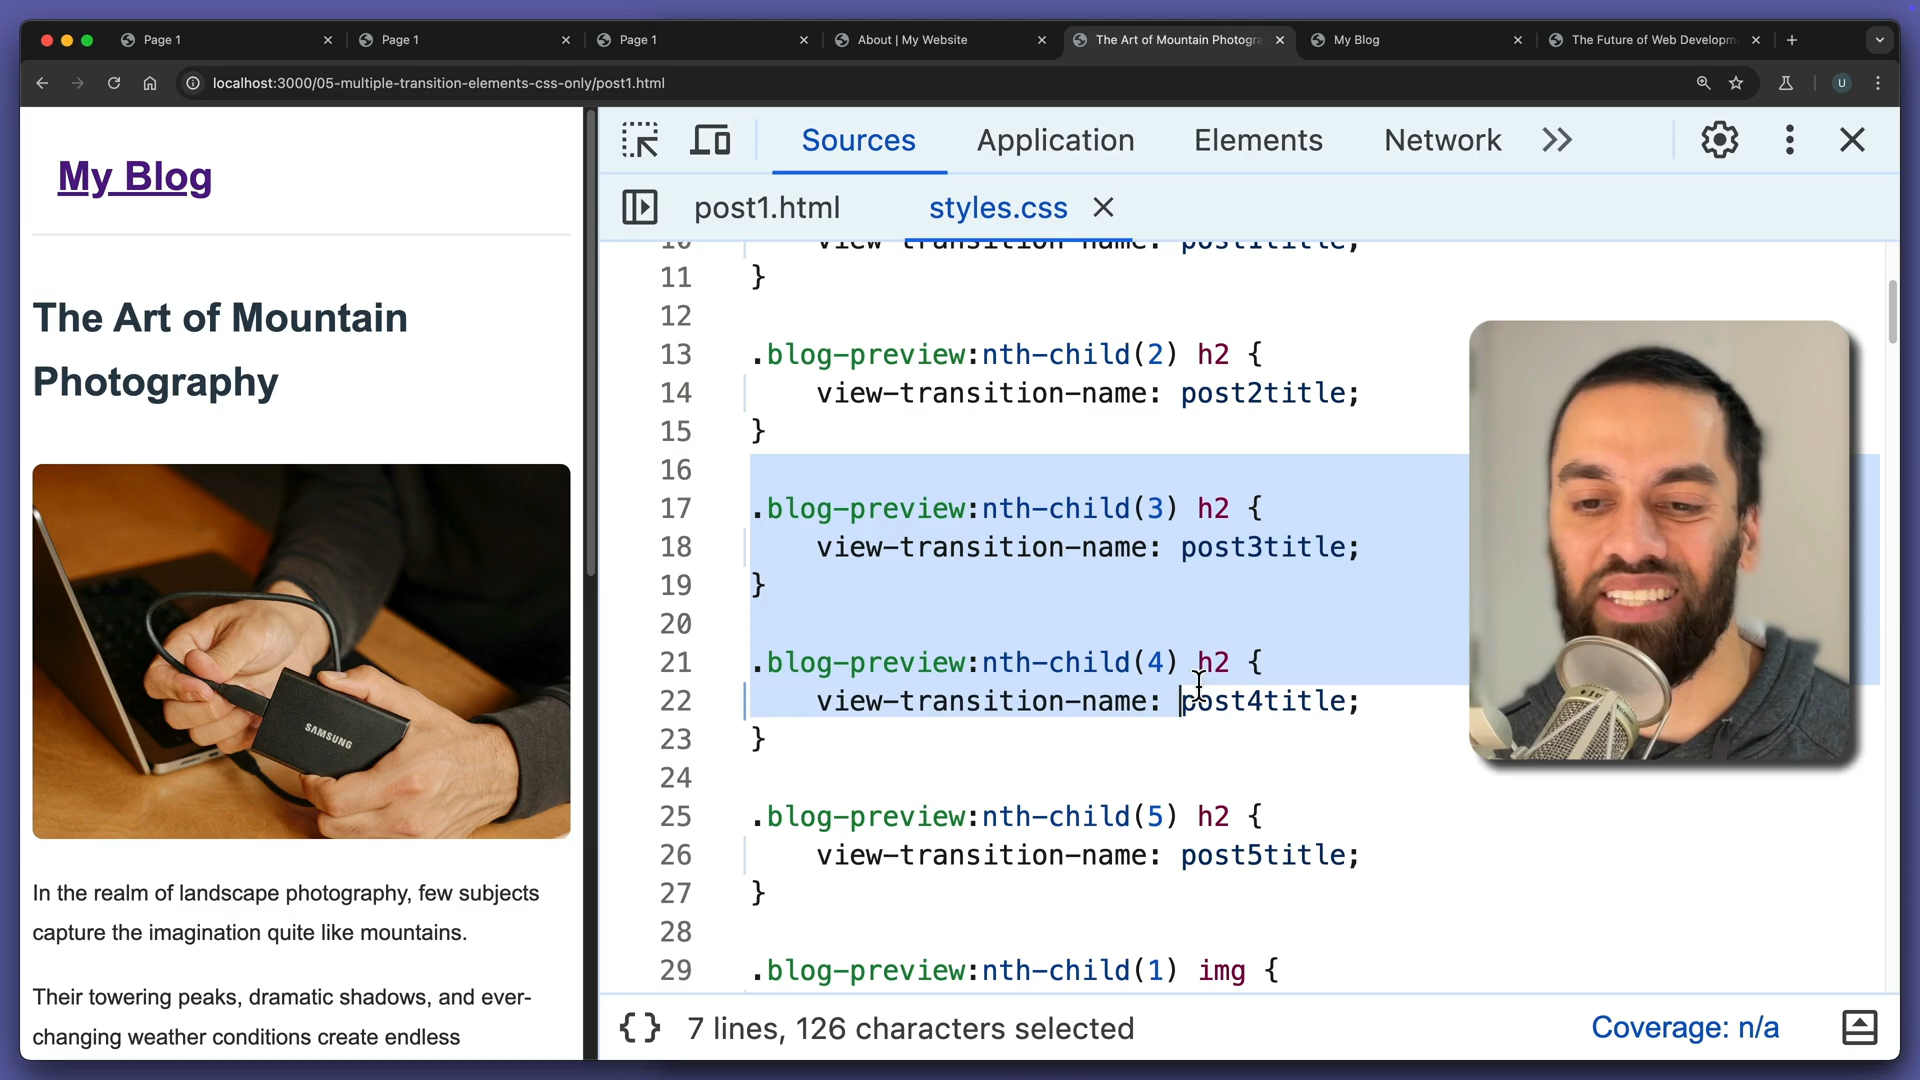 Page 1
Page 1
Page 1
About | My Website
The Art of Mountain Photogra
My Blog
The Future of Web Developm
localhost:3000/05-multiple-transition-elements-css-only/post1.html
U
My Blog
The Art of Mountain
Photography
SAMSUNG
In the realm of landscape photography, few subjects
capture the imagination quite like mountains.
Their towering peaks, dramatic shadows, and ever-
changing weather conditions create endless
Sources
Application
Elements
Network
post1.html
styles.css
10 view-transition-name: post1title;
11 }
12
13 .blog-preview:nth-child(2) h2 {
14 view-transition-name: post2title;
15 }
16
17 .blog-preview:nth-child(3) h2 {
18 view-transition-name: post3title;
19 }
20
21 .blog-preview:nth-child(4) h2 {
22 view-transition-name: post4title;
23 }
24
25 .blog-preview:nth-child(5) h2 {
26 view-transition-name: post5title;
27 }
28
29 .blog-preview:nth-child(1) img {
{ } 7 lines, 126 characters selected
Coverage: n/a